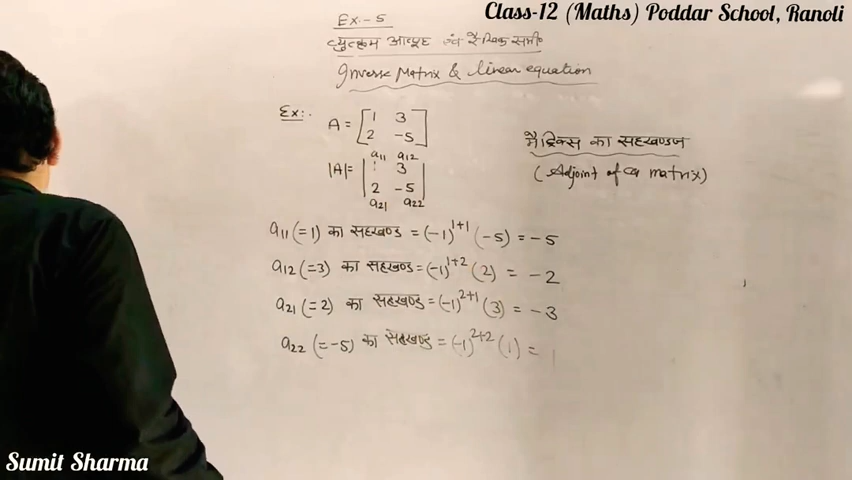 Class-12 (Maths) Poddar School, Ranoli
Ex:-5
व्युत्क्रम आव्यूह एवं रैखिक समी॰
Inverse Matrix & linear equation
Ex:-
A = [1 3
2 -5]
मैट्रिक्स का सहखण्डज
(Adjoint of a matrix)
a11 a12
|A| = |1 3
2 -5|
a21 a22
a11 (=1) का सहखण्ड = (-1)^1+1 (-5) = -5
a12 (=3) का सहखण्ड = (-1)^1+2 (2) = -2
a21 (=2) का सहखण्ड = (-1)^2+1 (3) = -3
a22 (=-5) का सहखण्ड = (-1)^2+2 (1) = 1
Sumit Sharma